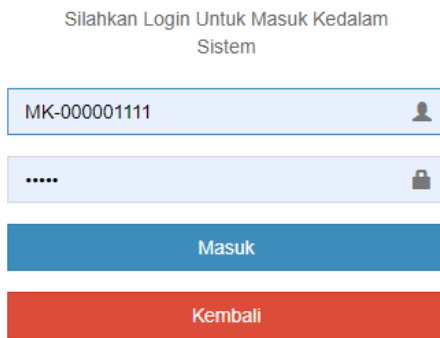 Silahkan Login Untuk Masuk Kedalam
Sistem
MK-000001111
•••••
Masuk
Kembali